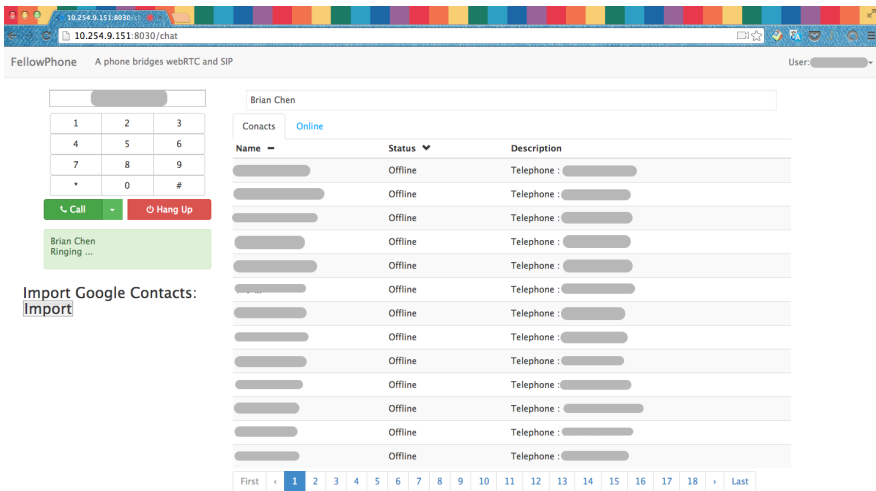 10.254.9.151:8030/ch
10.254.9.151:8030/chat
FellowPhone A phone bridges webRTC and SIP User:
Brian Chen
1 2 3
4 5 6
7 8 9
* 0 #
Call Hang Up
Brian Chen
Ringing ...
Import Google Contacts:
Import
Conacts Online
Name Status Description
Offline Telephone :
Offline Telephone :
Offline Telephone :
Offline Telephone :
Offline Telephone :
Offline Telephone :
Offline Telephone :
Offline Telephone :
Offline Telephone :
Offline Telephone :
Offline Telephone :
Offline Telephone :
Offline Telephone :
First ‹ 1 2 3 4 5 6 7 8 9 10 11 12 13 14 15 16 17 18 › Last